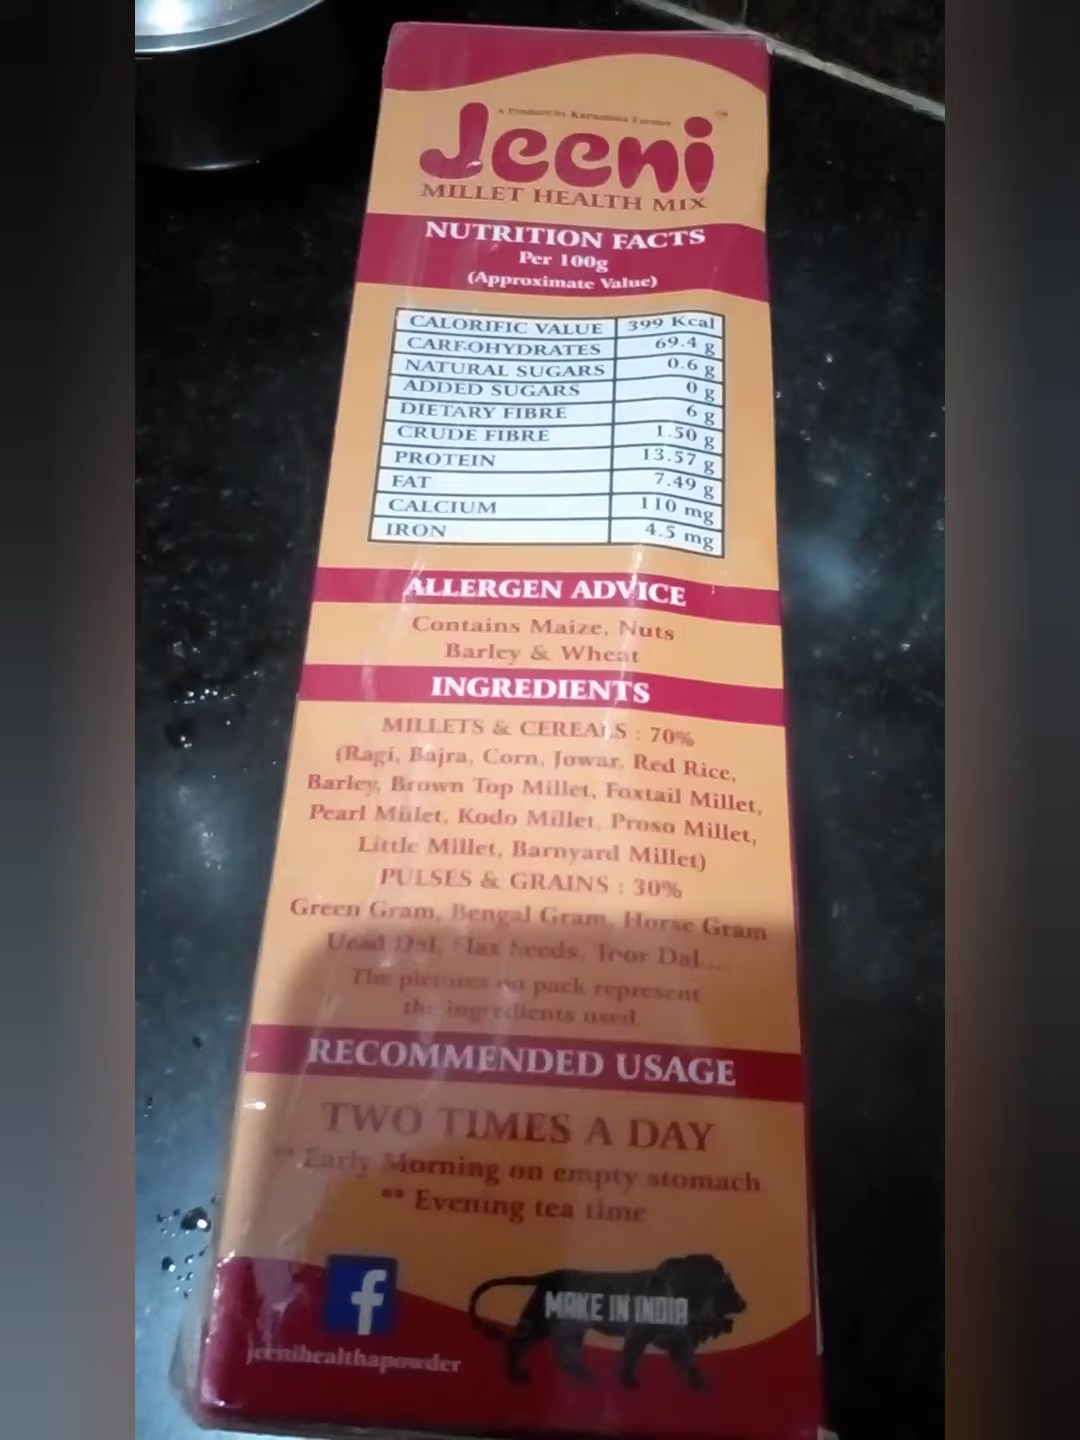 A Product by Karnataka Farmer
Jeeni™
MILLET HEALTH MIX
NUTRITION FACTS
Per 100g
(Approximate Value)
CALORIFIC VALUE 399 Kcal
CARBOHYDRATES 69.4 g
NATURAL SUGARS 0.6 g
ADDED SUGARS 0 g
DIETARY FIBRE 6 g
CRUDE FIBRE 1.50 g
PROTEIN 13.57 g
FAT 7.49 g
CALCIUM 110 mg
IRON 4.5 mg
ALLERGEN ADVICE
Contains Maize, Nuts
Barley & Wheat
INGREDIENTS
MILLETS & CEREALS : 70%
(Ragi, Bajra, Corn, Jowar, Red Rice,
Barley, Brown Top Millet, Foxtail Millet,
Pearl Millet, Kodo Millet, Proso Millet,
Little Millet, Barnyard Millet)
PULSES & GRAINS : 30%
Green Gram, Bengal Gram, Horse Gram
Urad Dal, Flax Seeds, Toor Dal...
The pictures on pack represent
the ingredients used
RECOMMENDED USAGE
TWO TIMES A DAY
** Early Morning on empty stomach
** Evening tea time
f
MAKE IN INDIA
jeenihealthapowder